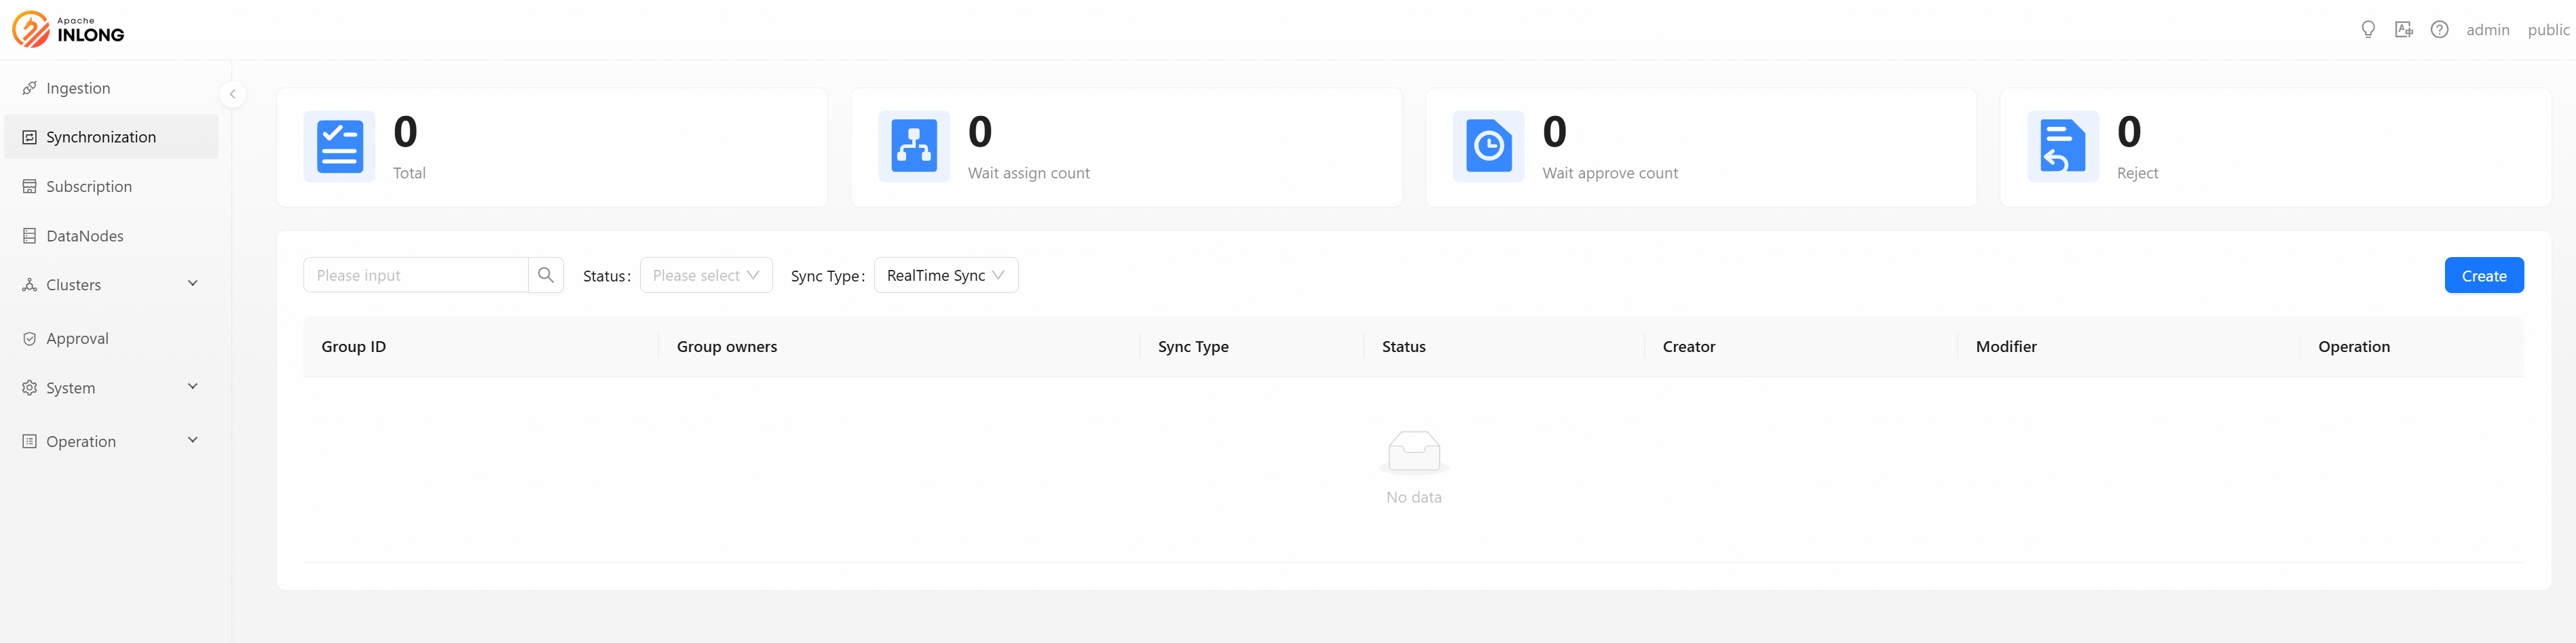 Apache
INLONG
admin
public
Ingestion
Synchronization
Subscription
DataNodes
Clusters
Approval
System
Operation
0
Total
0
Wait assign count
0
Wait approve count
0
Reject
Please input
Status:
Please select
Sync Type:
RealTime Sync
Create
Group ID
Group owners
Sync Type
Status
Creator
Modifier
Operation
No data